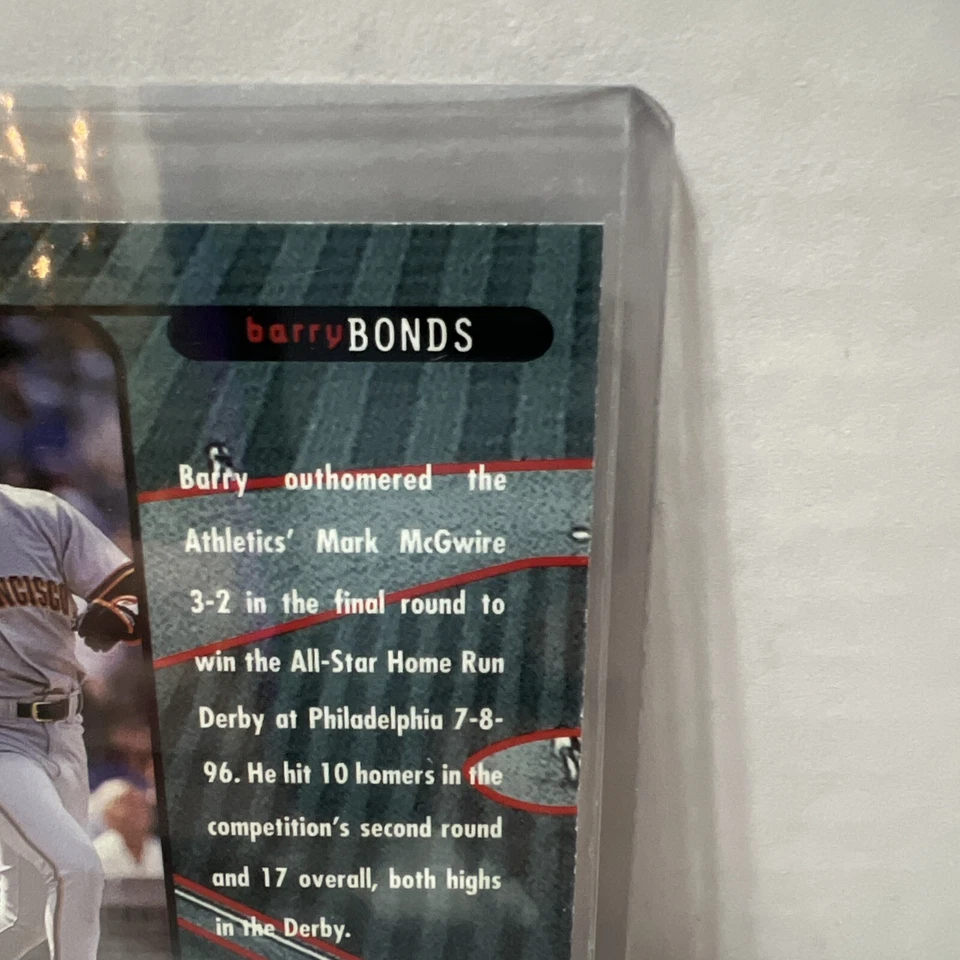 barryBONDS
Barry outhomered the
Athletics' Mark McGwire
3-2 in the final round to
win the All-Star Home Run
Derby at Philadelphia 7-8-
96. He hit 10 homers in the
competition's second round
and 17 overall, both highs
in the Derby.
NCISCO